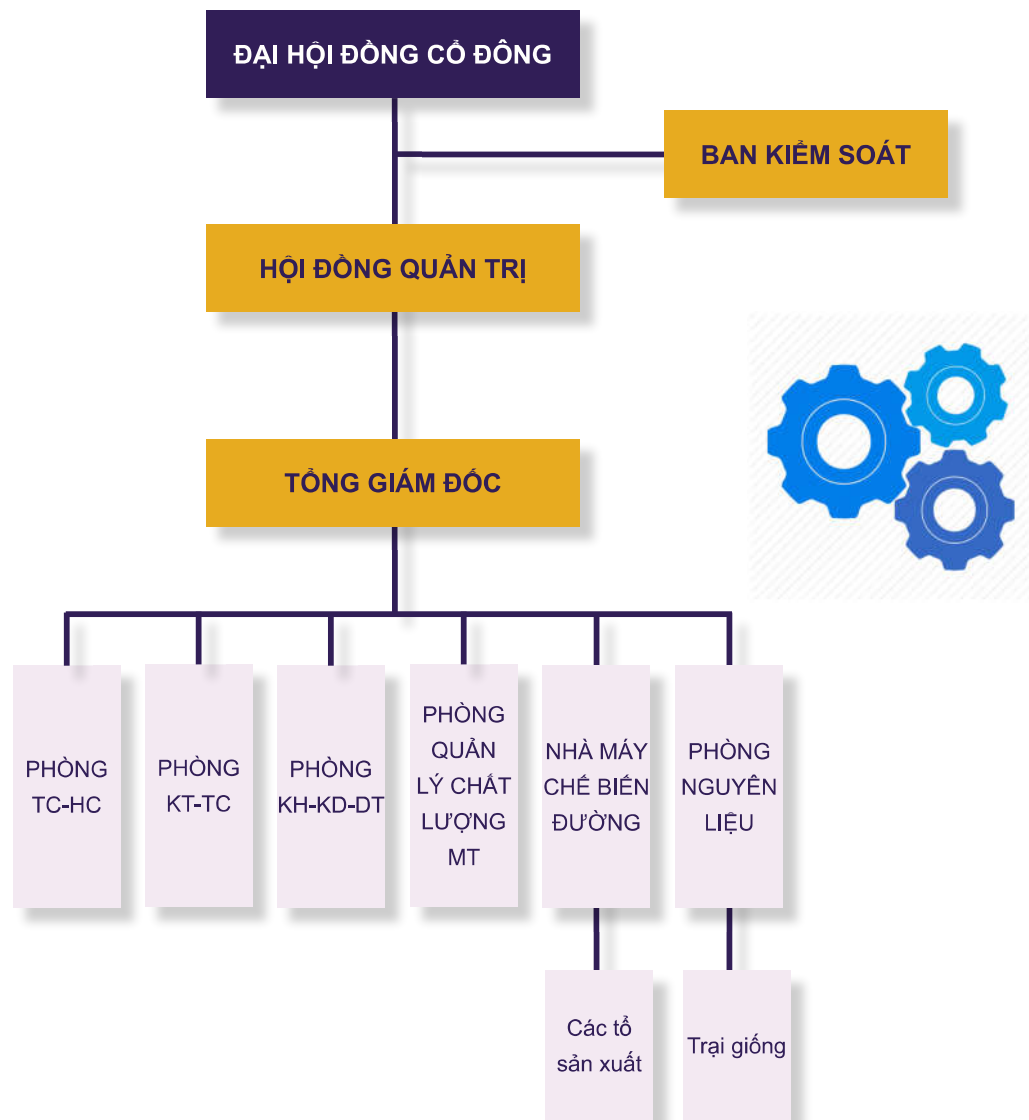 ĐẠI HỘI ĐỒNG CỔ ĐÔNG
BAN KIỂM SOÁT
HỘI ĐỒNG QUẢN TRỊ
TỔNG GIÁM ĐỐC
PHÒNG
TC-HC
PHÒNG
KT-TC
PHÒNG
KH-KD-DT
PHÒNG
QUẢN
LÝ CHẤT
LƯỢNG
MT
NHÀ MÁY
CHẾ BIẾN
ĐƯỜNG
PHÒNG
NGUYÊN
LIỆU
Các tổ
sản xuất
Trại giống